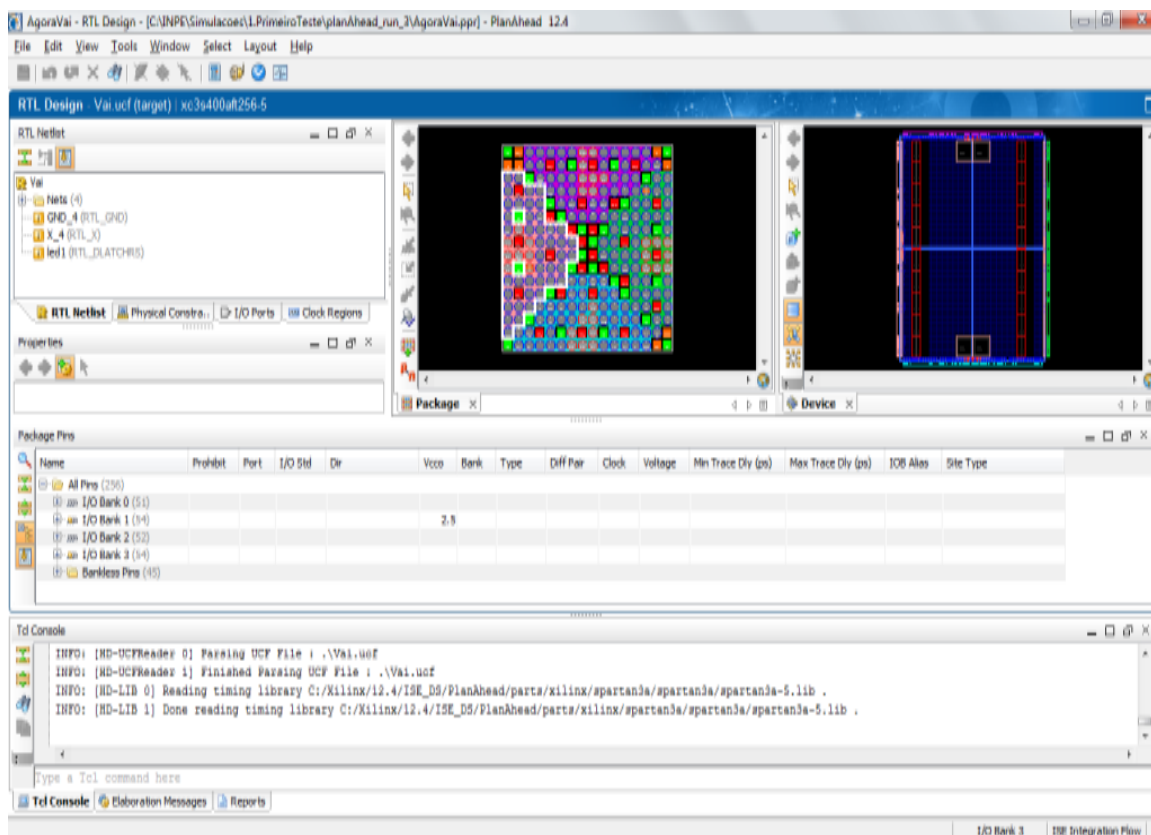 AgoraVai - RTL Design - [C:\INPE\Simulacoes\1.PrimeiroTeste\planAhead_run_3\AgoraVai.ppr] - PlanAhead 12.4
File Edit View Tools Window Select Layout Help
RTL Design - Vai.ucf (target) | xc3s400aft256-5
RTL Netlist
Vai
Nets (4)
GND_4 (RTL_GND)
X_4 (RTL_X)
led1 (RTL_DLATCHRS)
RTL Netlist Physical Constra... I/O Ports Clock Regions
Properties
Package Device
Package Pins
Name Prohibit Port I/O Std Dir Vcco Bank Type Diff Pair Clock Voltage Min Trace Dly (ps) Max Trace Dly (ps) IOB Alias Site Type
All Pins (256)
I/O Bank 0 (51)
I/O Bank 1 (54) 2.5
I/O Bank 2 (52)
I/O Bank 3 (54)
Bankless Pins (45)
Tcl Console
INFO: [HD-UCFReader 0] Parsing UCF File : .\Vai.ucf
INFO: [HD-UCFReader 1] Finished Parsing UCF File : .\Vai.ucf
INFO: [HD-LIB 0] Reading timing library C:/Xilinx/12.4/ISE_DS/PlanAhead/parts/xilinx/spartan3a/spartan3a/spartan3a-5.lib .
INFO: [HD-LIB 1] Done reading timing library C:/Xilinx/12.4/ISE_DS/PlanAhead/parts/xilinx/spartan3a/spartan3a/spartan3a-5.lib .
Type a Tcl command here
Tcl Console Elaboration Messages Reports
I/O Bank 3 ISE Integration Flow